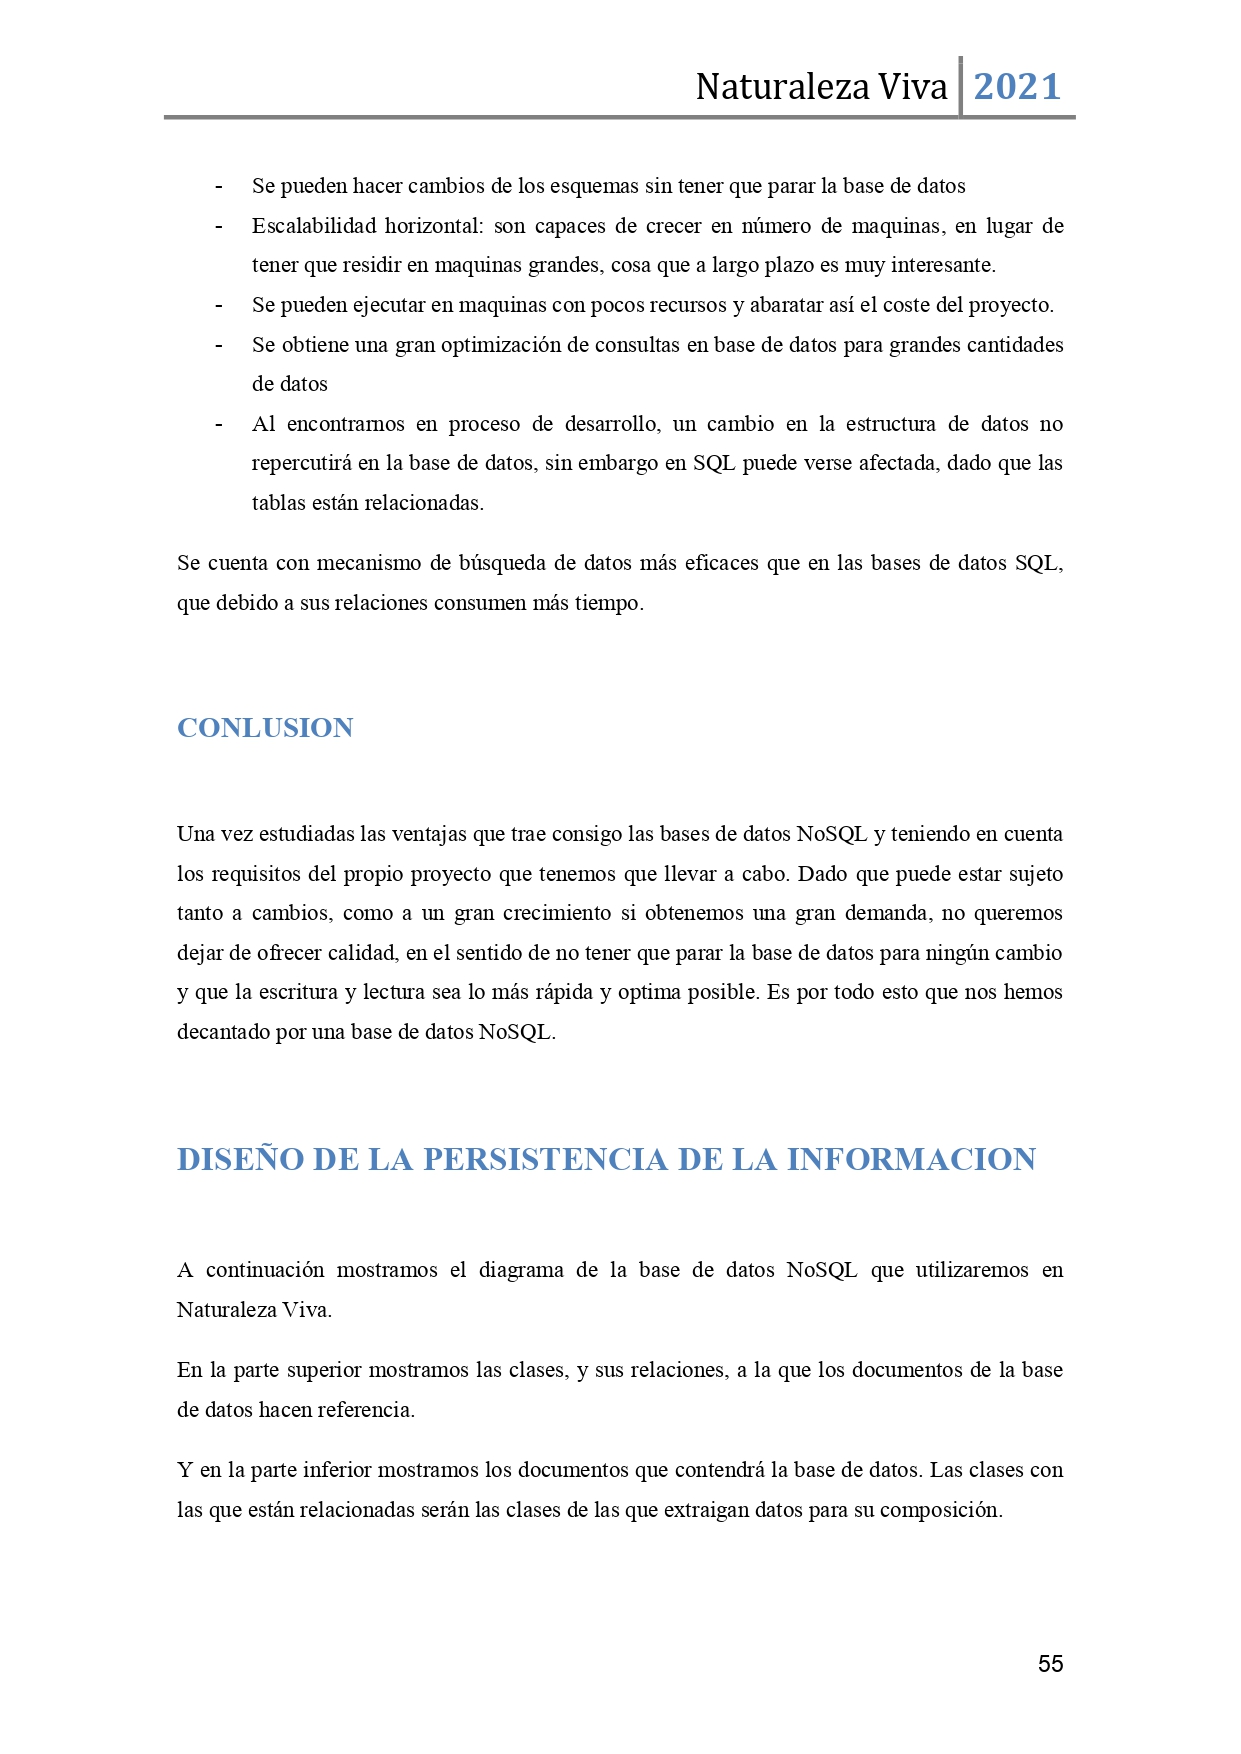 Naturaleza Viva 2021
- Se pueden hacer cambios de los esquemas sin tener que parar la base de datos
- Escalabilidad horizontal: son capaces de crecer en número de maquinas, en lugar de
tener que residir en maquinas grandes, cosa que a largo plazo es muy interesante.
- Se pueden ejecutar en maquinas con pocos recursos y abaratar así el coste del proyecto.
- Se obtiene una gran optimización de consultas en base de datos para grandes cantidades
de datos
- Al encontrarnos en proceso de desarrollo, un cambio en la estructura de datos no
repercutirá en la base de datos, sin embargo en SQL puede verse afectada, dado que las
tablas están relacionadas.
Se cuenta con mecanismo de búsqueda de datos más eficaces que en las bases de datos SQL,
que debido a sus relaciones consumen más tiempo.
CONLUSION
Una vez estudiadas las ventajas que trae consigo las bases de datos NoSQL y teniendo en cuenta
los requisitos del propio proyecto que tenemos que llevar a cabo. Dado que puede estar sujeto
tanto a cambios, como a un gran crecimiento si obtenemos una gran demanda, no queremos
dejar de ofrecer calidad, en el sentido de no tener que parar la base de datos para ningún cambio
y que la escritura y lectura sea lo más rápida y optima posible. Es por todo esto que nos hemos
decantado por una base de datos NoSQL.
DISEÑO DE LA PERSISTENCIA DE LA INFORMACION
A continuación mostramos el diagrama de la base de datos NoSQL que utilizaremos en
Naturaleza Viva.
En la parte superior mostramos las clases, y sus relaciones, a la que los documentos de la base
de datos hacen referencia.
Y en la parte inferior mostramos los documentos que contendrá la base de datos. Las clases con
las que están relacionadas serán las clases de las que extraigan datos para su composición.
55